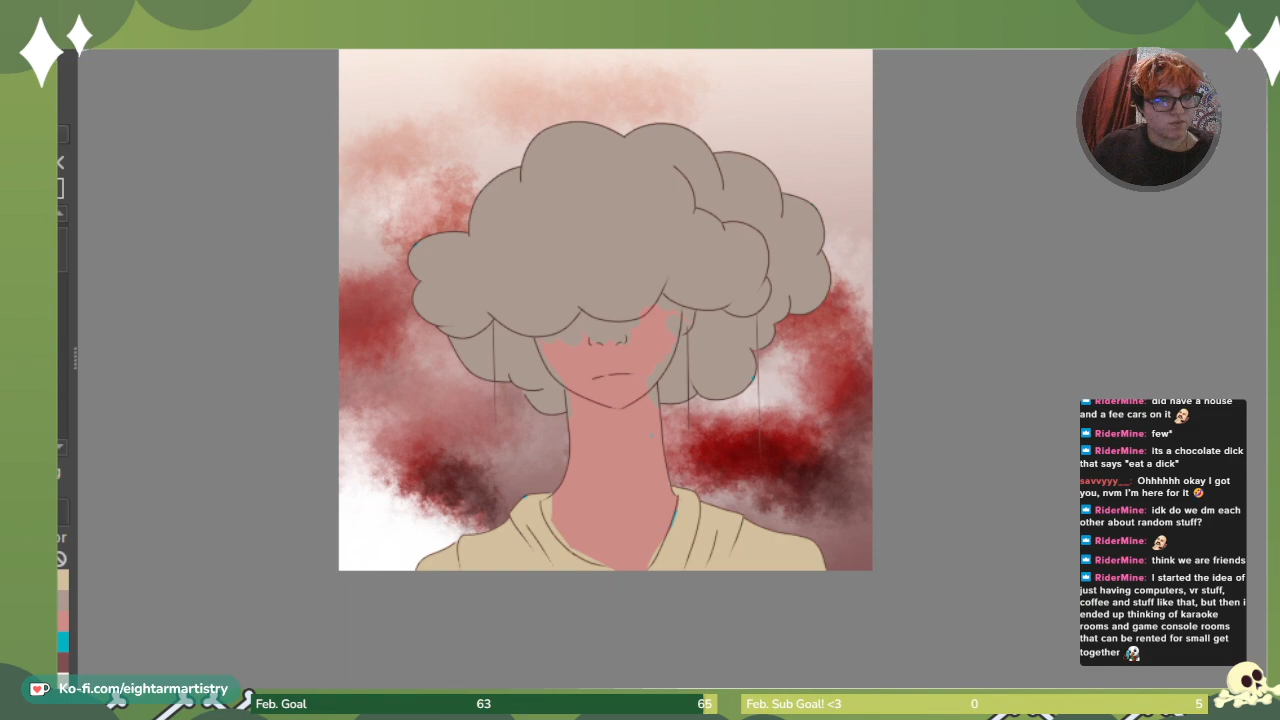 RiderMine: did have a house
and a fee cars on it
RiderMine: few*
RiderMine: its a chocolate dick
that says "eat a dick"
savvyyy__: Ohhhhhh okay I got
you, nvm I'm here for it
RiderMine: idk do we dm each
other about random stuff?
RiderMine:
RiderMine: think we are friends
RiderMine: I started the idea of
just having computers, vr stuff,
coffee and stuff like that, but then i
ended up thinking of karaoke
rooms and game console rooms
that can be rented for small get
together
or
Ko-fi.com/eightarmartistry
Feb. Goal 63 65
Feb. Sub Goal! <3 0 5